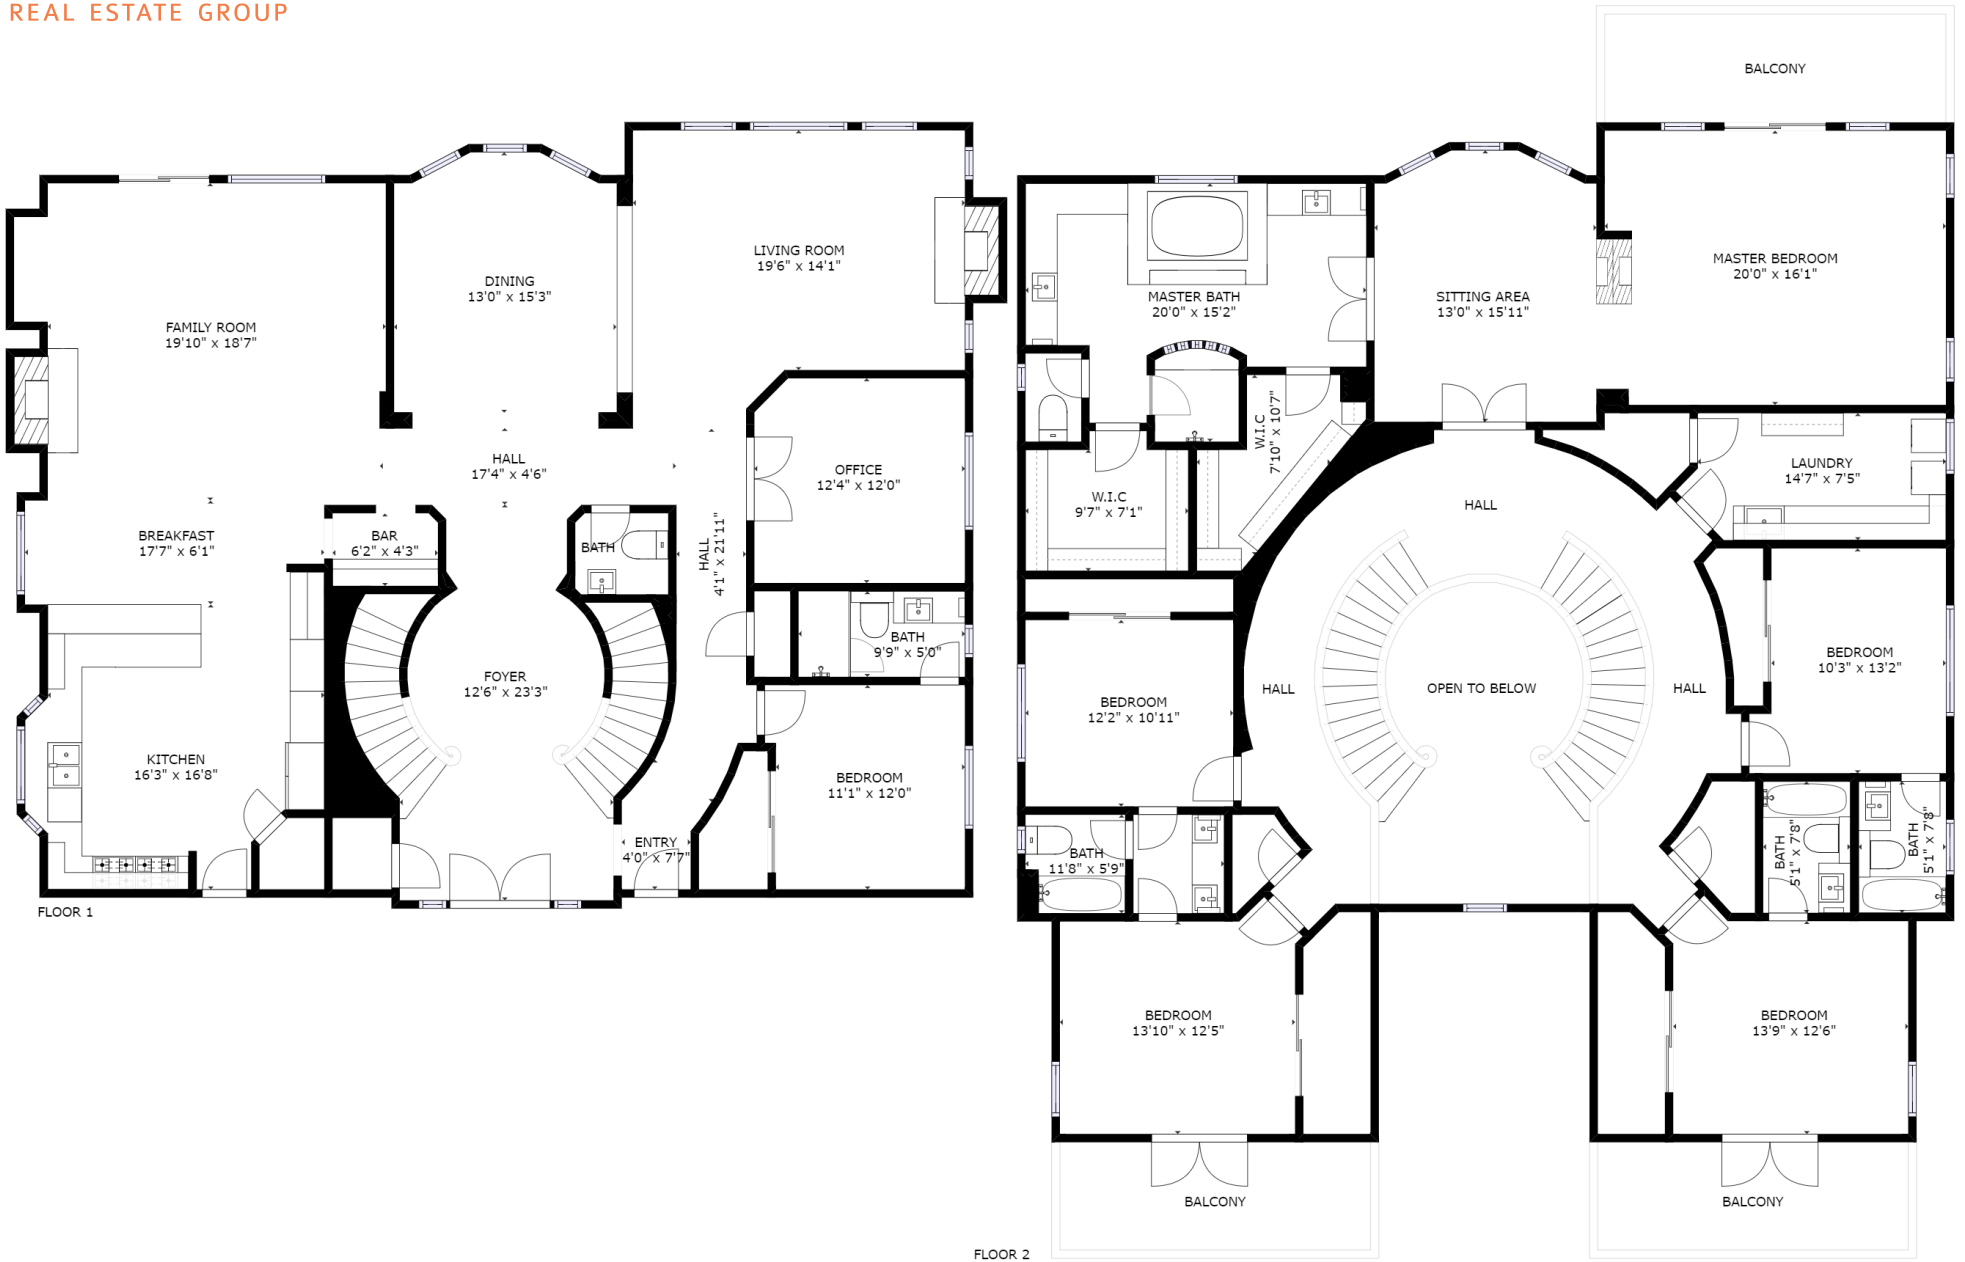 REAL ESTATE GROUP
LIVING ROOM
19'6" x 14'1"
DINING
13'0" x 15'3"
FAMILY ROOM
19'10" x 18'7"
HALL
17'4" x 4'6"
OFFICE
12'4" x 12'0"
BREAKFAST
17'7" x 6'1"
BAR
6'2" x 4'3"
BATH
HALL
4'1" x 21'11"
BATH
9'9" x 5'0"
FOYER
12'6" x 23'3"
KITCHEN
16'3" x 16'8"
BEDROOM
11'1" x 12'0"
ENTRY
4'0" x 7'7"
FLOOR 1
BALCONY
MASTER BEDROOM
20'0" x 16'1"
MASTER BATH
20'0" x 15'2"
SITTING AREA
13'0" x 15'11"
W.I.C
7'10" x 10'7"
LAUNDRY
14'7" x 7'5"
W.I.C
9'7" x 7'1"
HALL
BEDROOM
10'3" x 13'2"
HALL
OPEN TO BELOW
HALL
BEDROOM
12'2" x 10'11"
BATH
11'8" x 5'9"
BATH
5'1" x 7'8"
BATH
5'1" x 7'8"
BEDROOM
13'10" x 12'5"
BEDROOM
13'9" x 12'6"
BALCONY
BALCONY
FLOOR 2